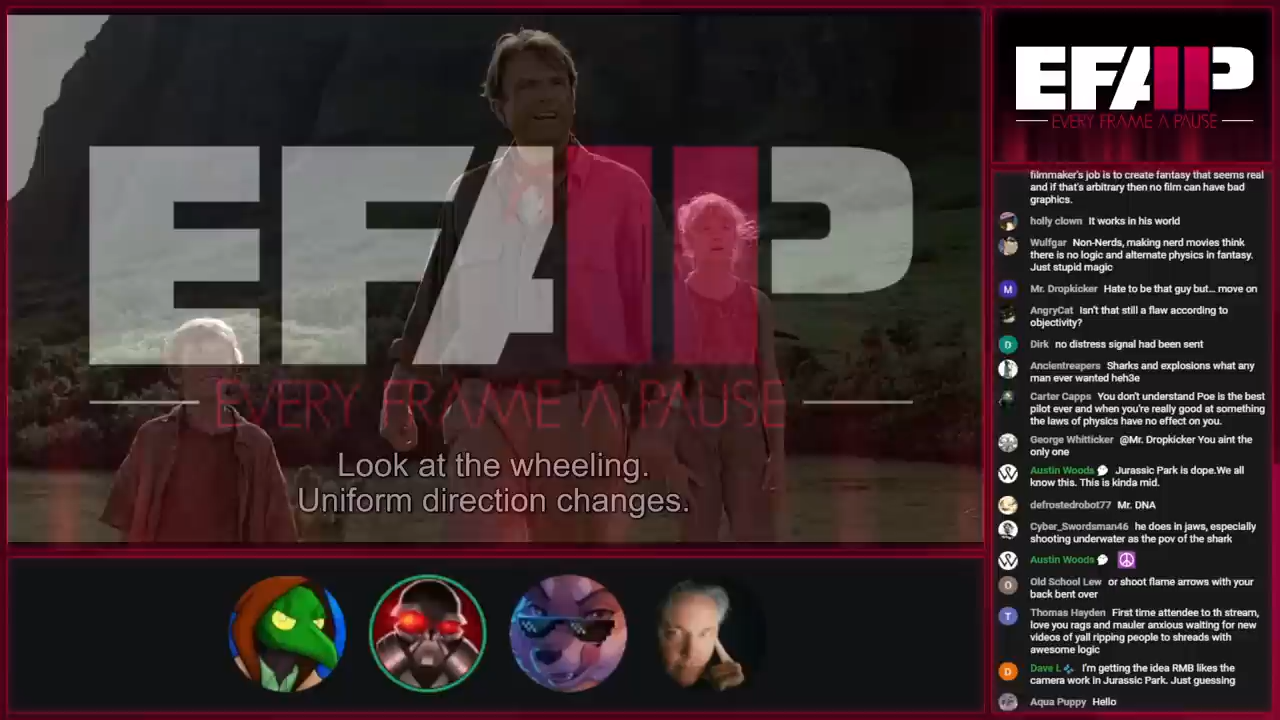 EFAP
EVERY FRAME A PAUSE
Look at the wheeling.
Uniform direction changes.
EFAP
EVERY FRAME A PAUSE
filmmaker's job is to create fantasy that seems real
and if that's arbitrary then no film can have bad
graphics.
holly clown It works in his world
Wulfgar Non-Nerds, making nerd movies think
there is no logic and alternate physics in fantasy.
Just stupid magic
M Mr. Dropkicker Hate to be that guy but... move on
AngryCat Isn't that still a flaw according to
objectivity?
D Dirk no distress signal had been sent
Ancientreapers Sharks and explosions what any
man ever wanted heh3e
Carter Capps You don't understand Poe is the best
pilot ever and when you're really good at something
the laws of physics have no effect on you.
George Whitticker @Mr. Dropkicker You aint the
only one
Austin Woods Jurassic Park is dope.We all
know this. This is kinda mid.
defrostedrobot77 Mr. DNA
Cyber_Swordsman46 he does in jaws, especially
shooting underwater as the pov of the shark
Austin Woods
O Old School Lew or shoot flame arrows with your
back bent over
T Thomas Hayden First time attendee to th stream,
love you rags and mauler anxious waiting for new
videos of yall ripping people to shreads with
awesome logic
D Dave L I'm getting the idea RMB likes the
camera work in Jurassic Park. Just guessing
Aqua Puppy Hello